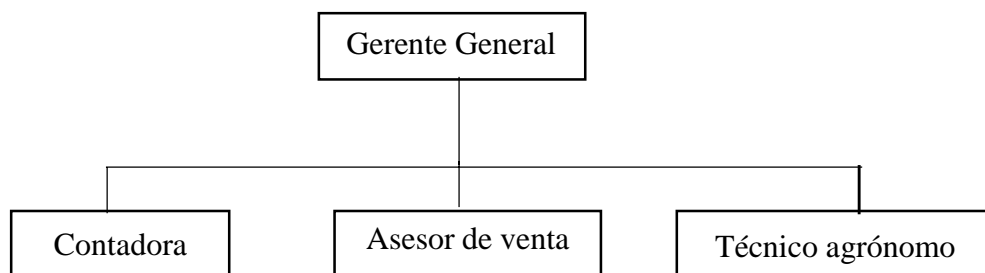 Gerente General
Contadora
Asesor de venta
Técnico agrónomo